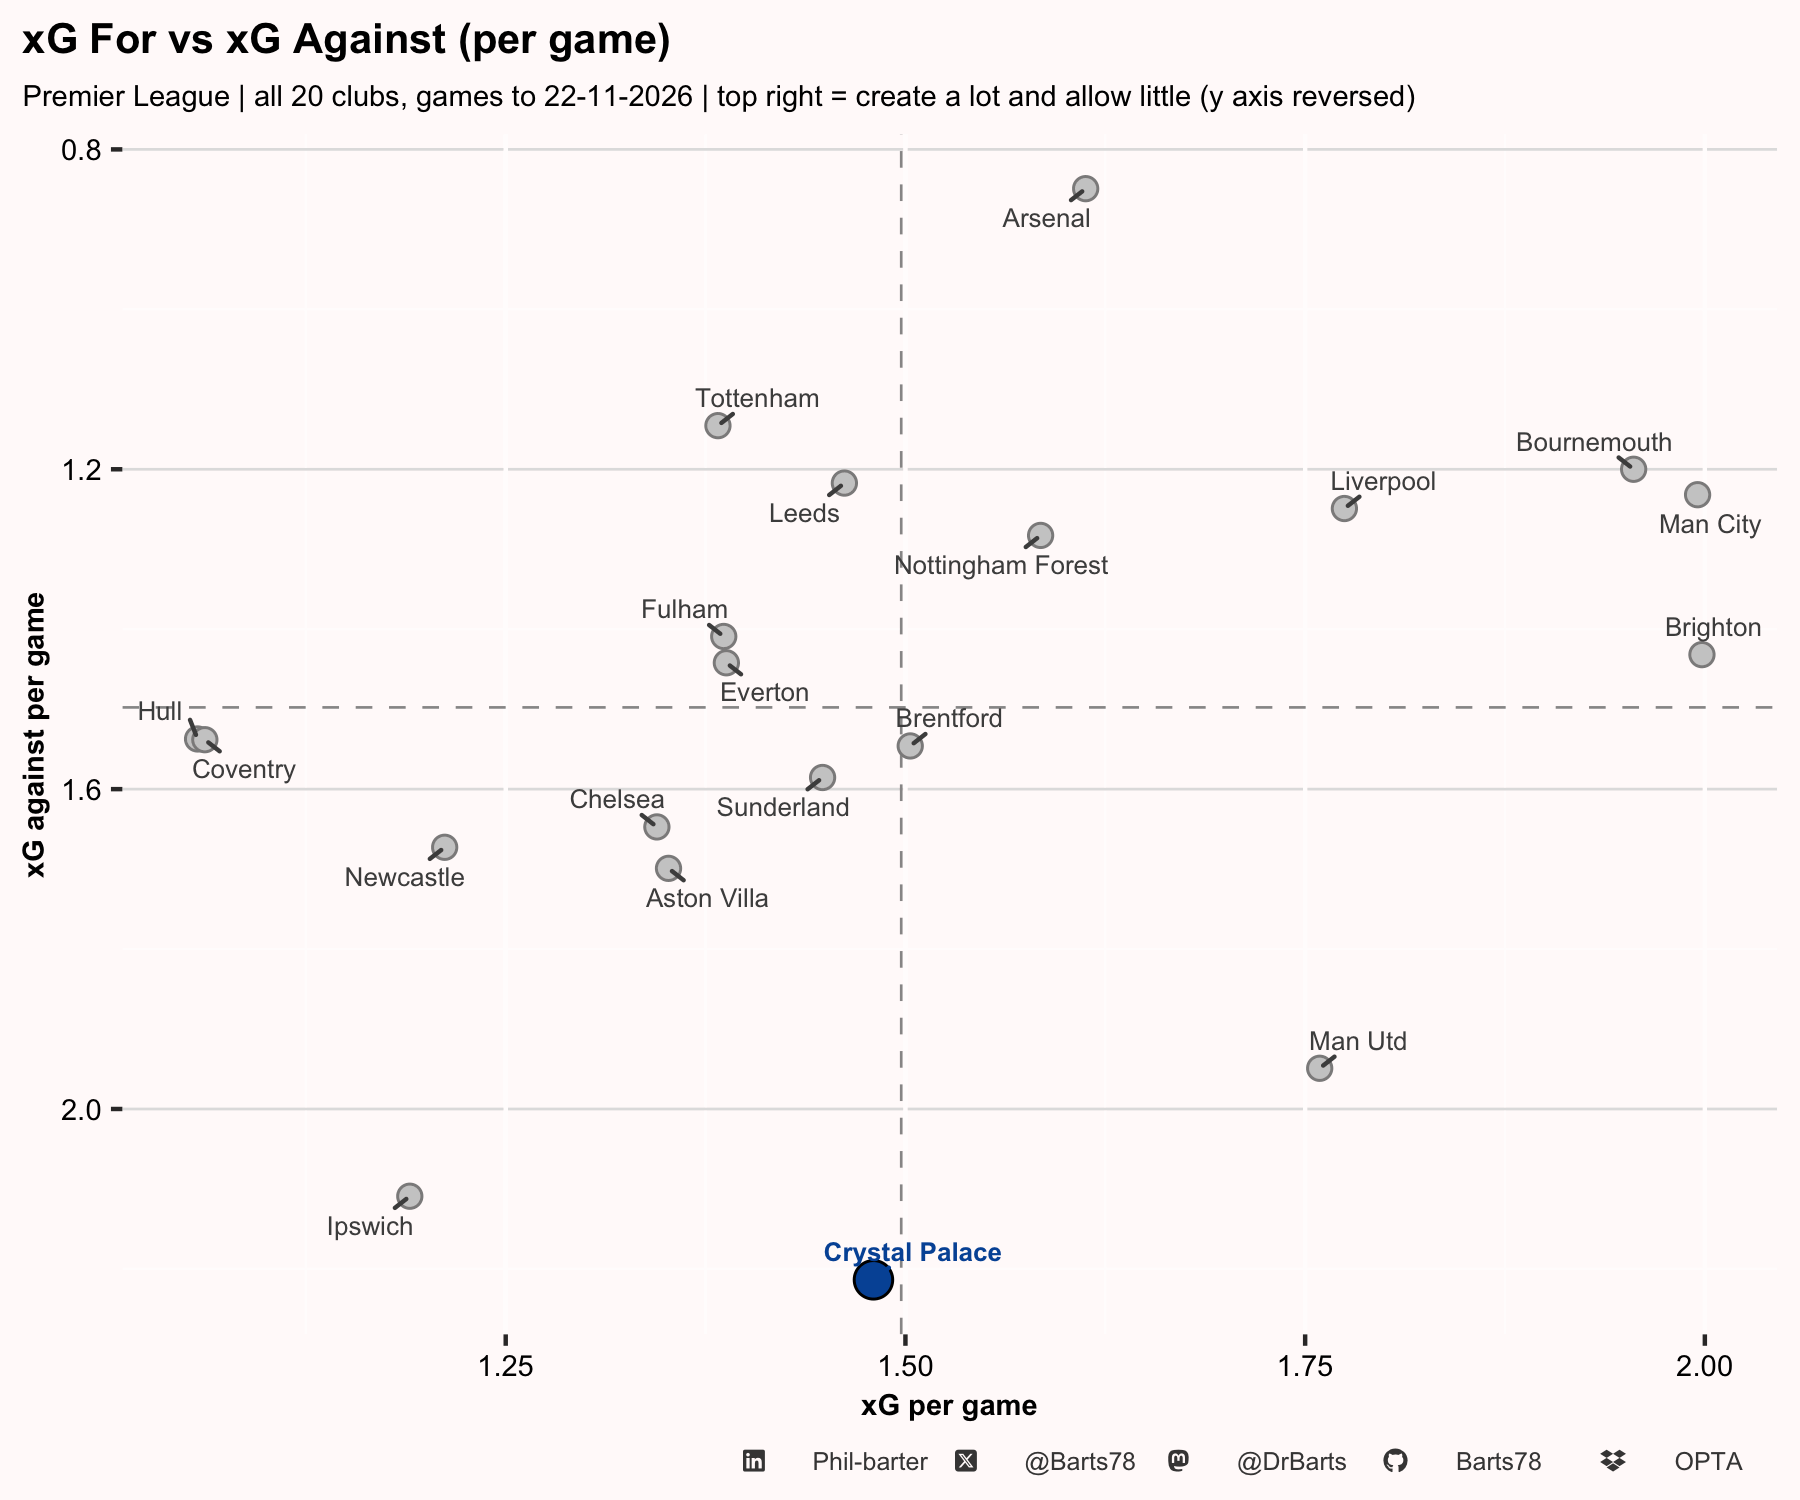 xG For vs xG Against (per game)
Premier League | all 20 clubs, games to 22-11-2026 | top right = create a lot and allow little (y axis reversed)
0.8
Arsenal
Tottenham
Bournemouth
1.2
Liverpool
Leeds
Man City
Nottingham Forest
Fulham
Brighton
Everton
Hull
Brentford
Coventry
1.6
Chelsea
Sunderland
Newcastle
Aston Villa
Man Utd
2.0
Ipswich
Crystal Palace
xG against per game
1.25 1.50 1.75 2.00
xG per game
Phil-barter @Barts78 @DrBarts Barts78 OPTA